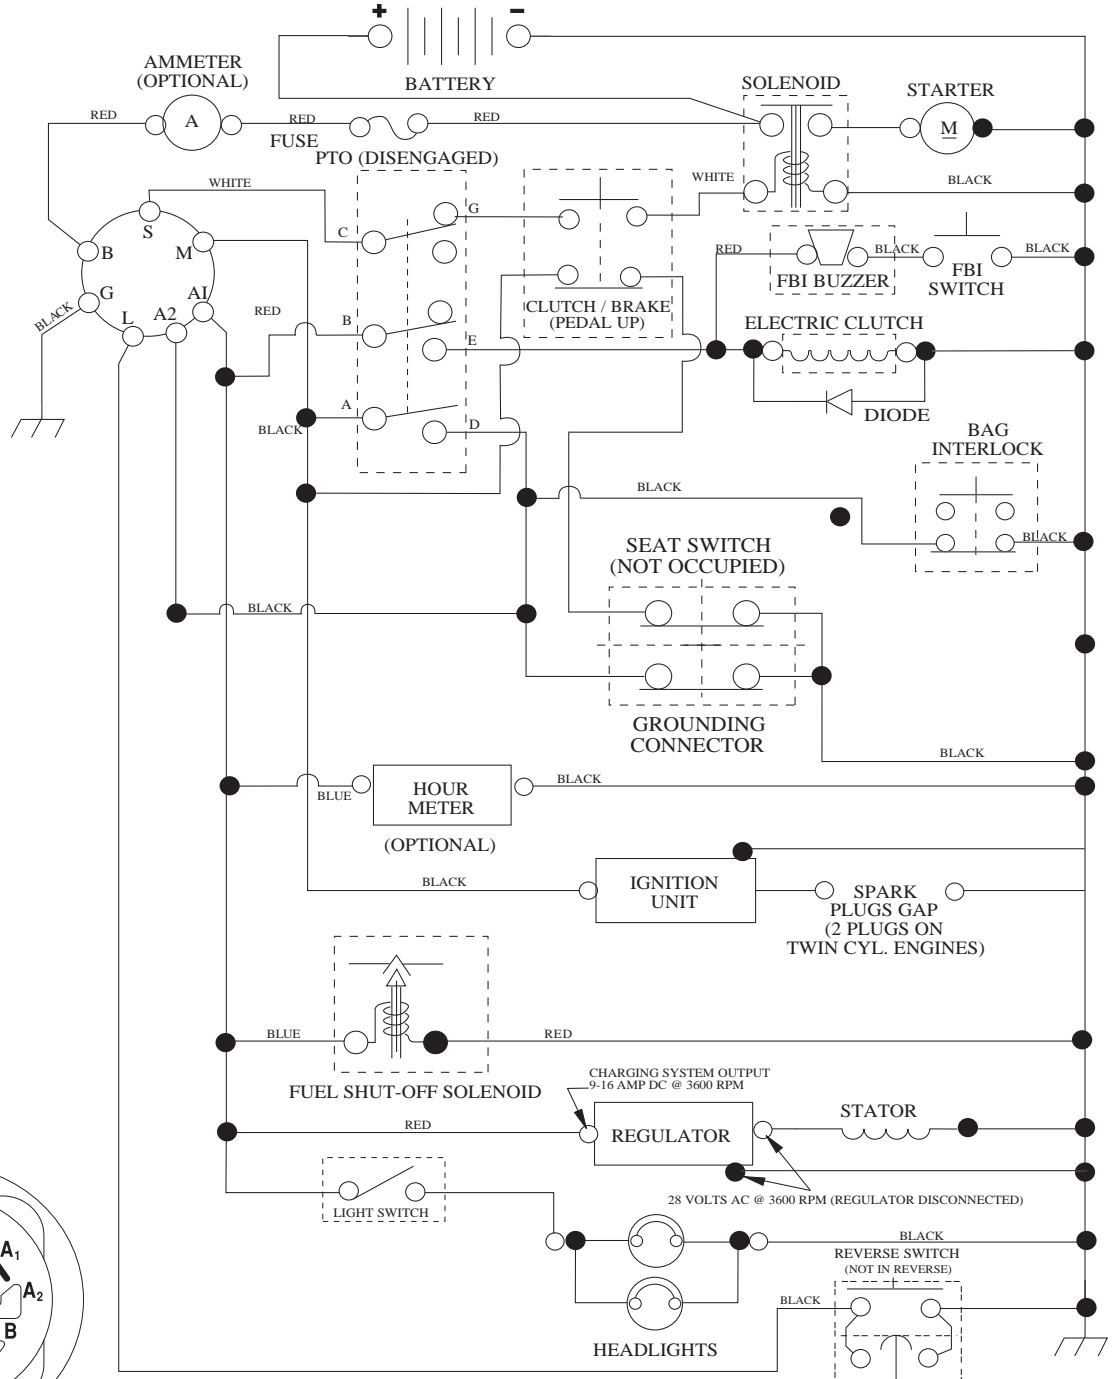 + -
BATTERY
AMMETER
(OPTIONAL)
RED
A
RED
FUSE
RED
SOLENOID
STARTER
M
PTO (DISENGAGED)
WHITE
WHITE
BLACK
S
B
M
G
L
A2
A1
BLACK
RED
C
G
B
E
A
D
BLACK
CLUTCH / BRAKE
(PEDAL UP)
RED
BLACK
BLACK
FBI BUZZER
FBI
SWITCH
ELECTRIC CLUTCH
DIODE
BAG
INTERLOCK
BLACK
BLACK
SEAT SWITCH
(NOT OCCUPIED)
BLACK
GROUNDING
CONNECTOR
BLACK
BLUE
HOUR
METER
BLACK
(OPTIONAL)
BLACK
IGNITION
UNIT
SPARK
PLUGS GAP
(2 PLUGS ON
TWIN CYL. ENGINES)
BLUE
RED
FUEL SHUT-OFF SOLENOID
CHARGING SYSTEM OUTPUT
9-16 AMP DC @ 3600 RPM
RED
REGULATOR
STATOR
28 VOLTS AC @ 3600 RPM (REGULATOR DISCONNECTED)
LIGHT SWITCH
BLACK
REVERSE SWITCH
(NOT IN REVERSE)
BLACK
HEADLIGHTS
A1
A2
B